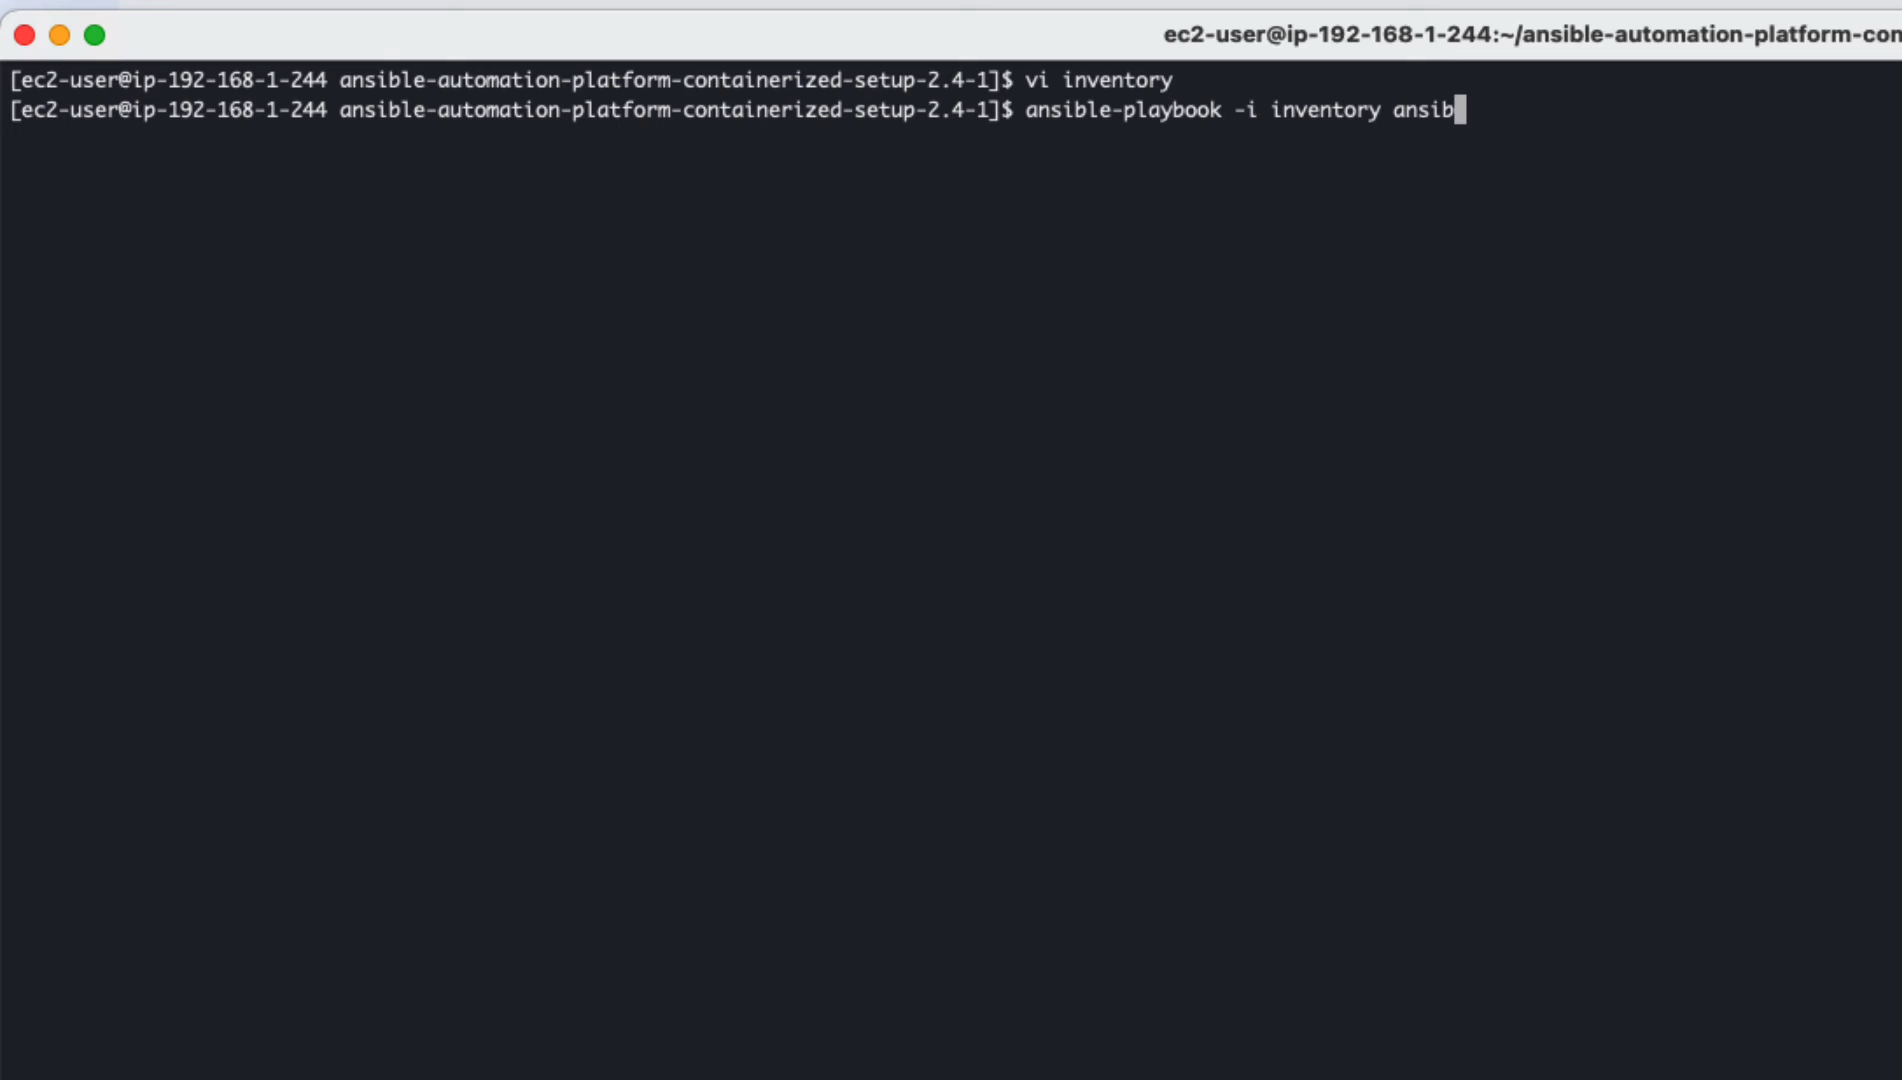 ec2-user@ip-192-168-1-244:~/ansible-automation-platform-con
[ec2-user@ip-192-168-1-244 ansible-automation-platform-containerized-setup-2.4-1]$ vi inventory
[ec2-user@ip-192-168-1-244 ansible-automation-platform-containerized-setup-2.4-1]$ ansible-playbook -i inventory ansib